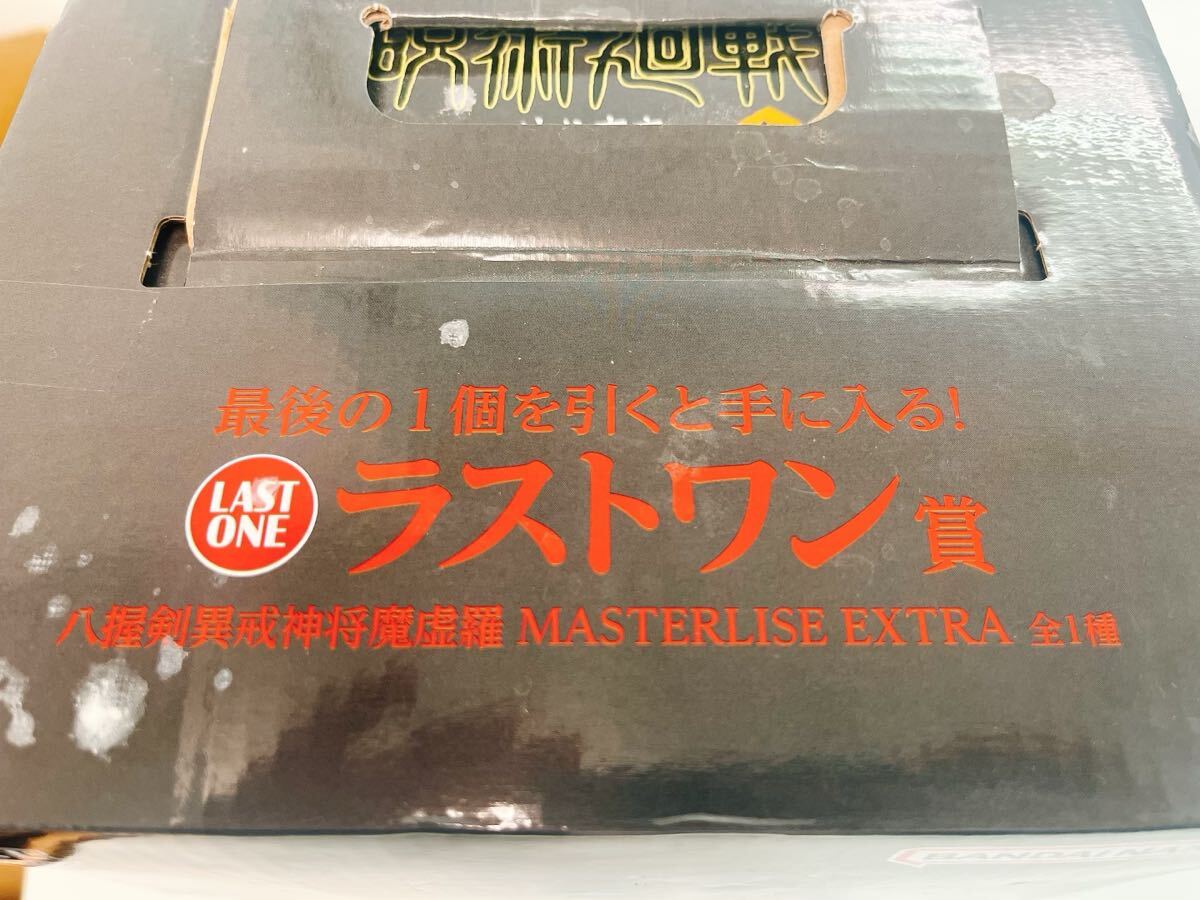 呪術廻戦
最後の1個を引くと手に入る!
LAST
ONE
ラストワン賞
八握剣異戒神将魔虚羅 MASTERLISE EXTRA 全1種